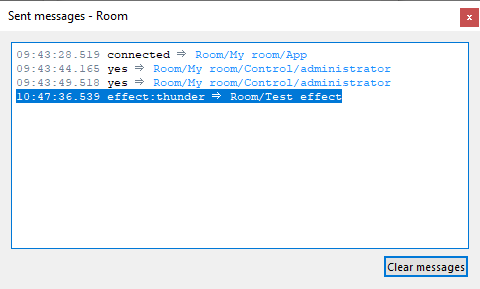 Sent messages - Room
x
09:43:28.519 connected ⇒ Room/My room/App
09:43:44.165 yes ⇒ Room/My room/Control/administrator
09:43:49.518 yes ⇒ Room/My room/Control/administrator
10:47:36.539 effect:thunder ⇒ Room/Test effect
Clear messages